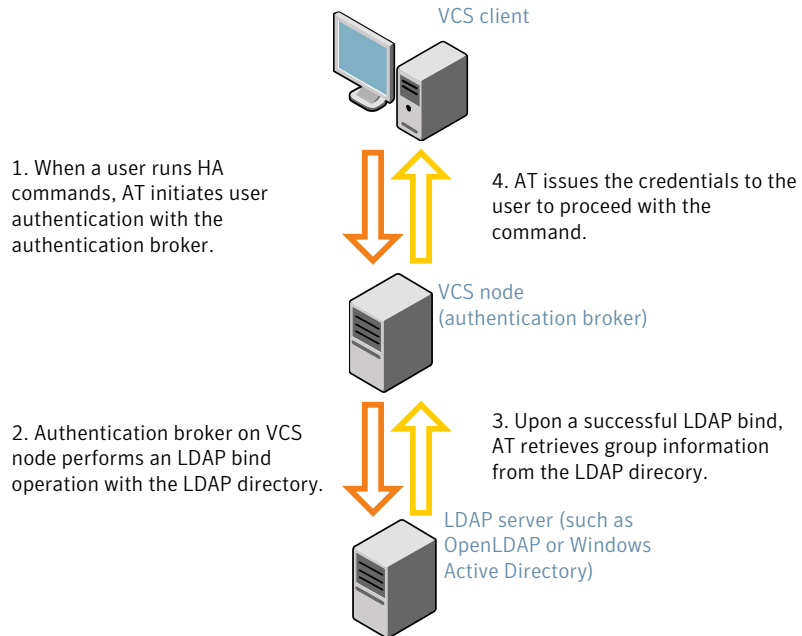 VCS client
1. When a user runs HA
commands, AT initiates user
authentication with the
authentication broker.
4. AT issues the credentials to the
user to proceed with the
command.
VCS node
(authentication broker)
2. Authentication broker on VCS
node performs an LDAP bind
operation with the LDAP directory.
3. Upon a successful LDAP bind,
AT retrieves group information
from the LDAP direcory.
LDAP server (such as
OpenLDAP or Windows
Active Directory)